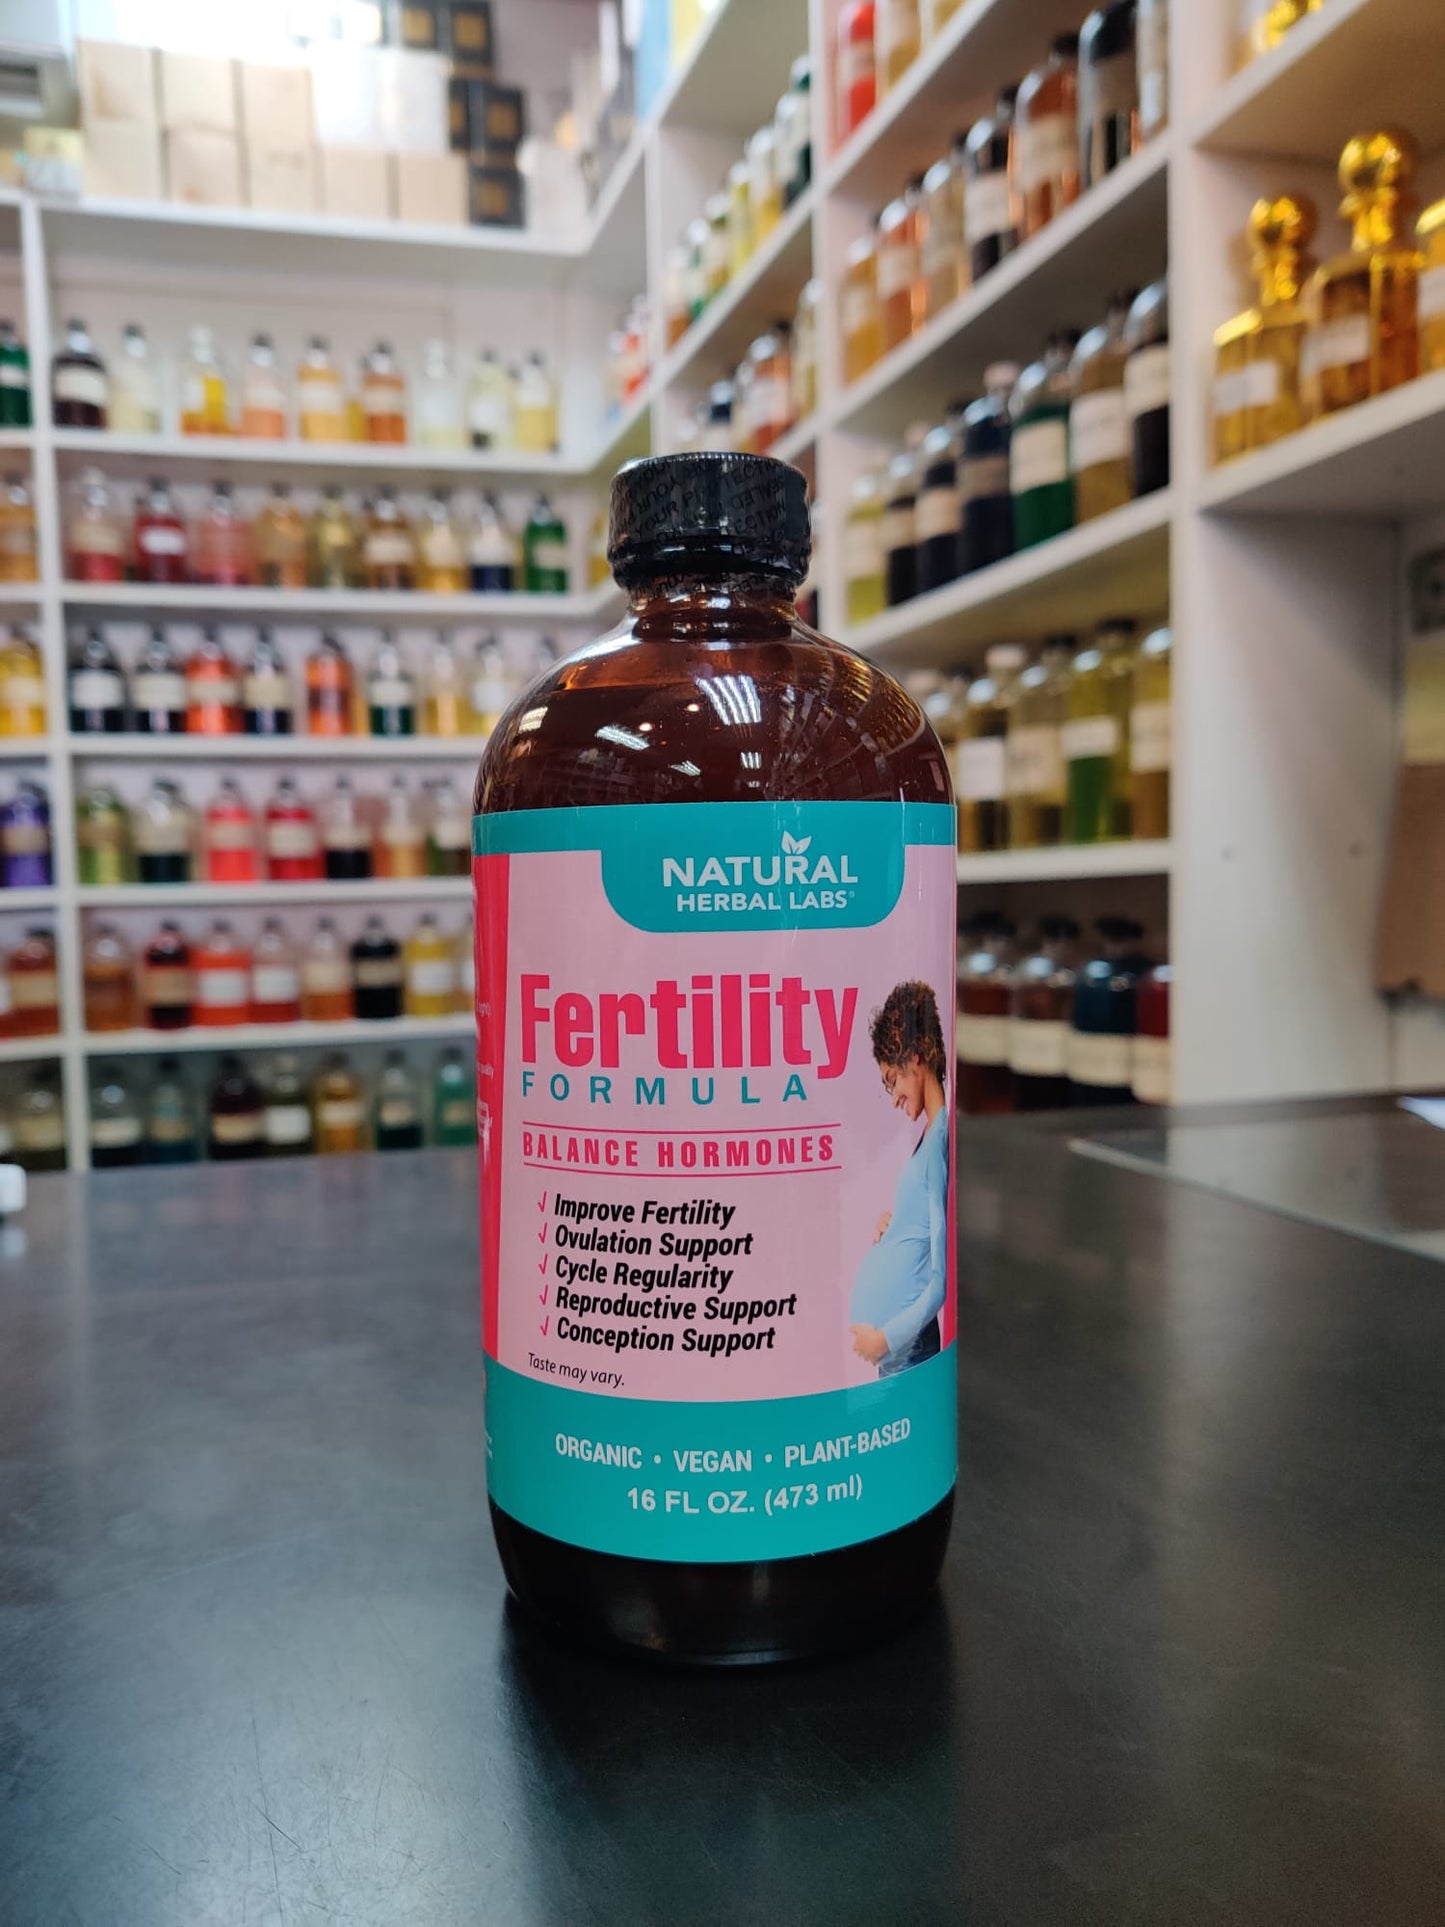 NATURAL
HERBAL LABS®
Fertility
FORMULA
BALANCE HORMONES
√ Improve Fertility
√ Ovulation Support
√ Cycle Regularity
√ Reproductive Support
√ Conception Support
Taste may vary.
ORGANIC • VEGAN • PLANT-BASED
16 FL OZ. (473 ml)